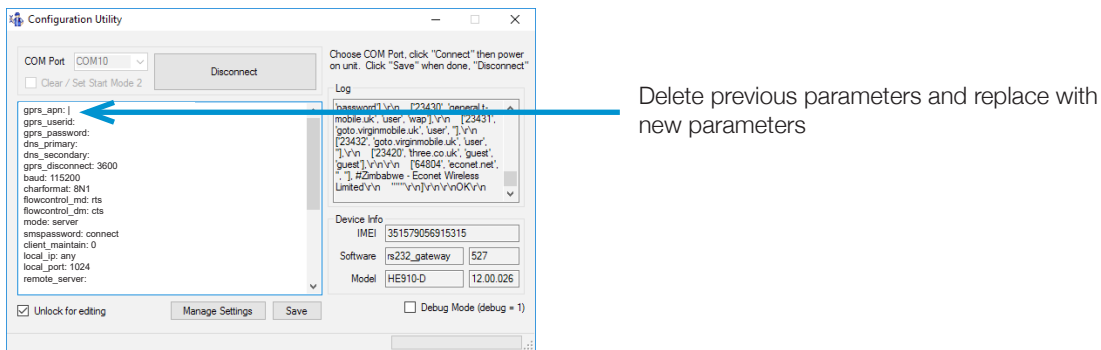 Configuration Utility
COM Port COM10
Clear / Set Start Mode 2
Disconnect
Choose COM Port, click "Connect" then power
on unit. Click "Save" when done, "Disconnect"
gprs_apn: |
gprs_userid:
gprs_password:
dns_primary:
dns_secondary:
gprs_disconnect: 3600
baud: 115200
charformat: 8N1
flowcontrol_md: rts
flowcontrol_dm: cts
mode: server
smspassword: connect
client_maintain: 0
local_ip: any
local_port: 1024
remote_server:
Log
'password'],\r\n    ['23430', 'general.t-
mobile.uk', 'user', 'wap'],\r\n    ['23431',
'goto.virginmobile.uk', 'user', ''],\r\n
['23432', 'goto.virginmobile.uk', 'user',
''],\r\n    ['23420', 'three.co.uk', 'guest',
'guest'],\r\n\r\n    ['64804', 'econet.net',
'', ''], #Zimbabwe - Econet Wireless
Limited\r\n    """\r\n]\r\n\r\nOK\r\n
Device Info
IMEI 351579056915315
Software rs232_gateway 527
Model HE910-D 12.00.026
Unlock for editing
Manage Settings
Save
Debug Mode (debug = 1)
Delete previous parameters and replace with
new parameters